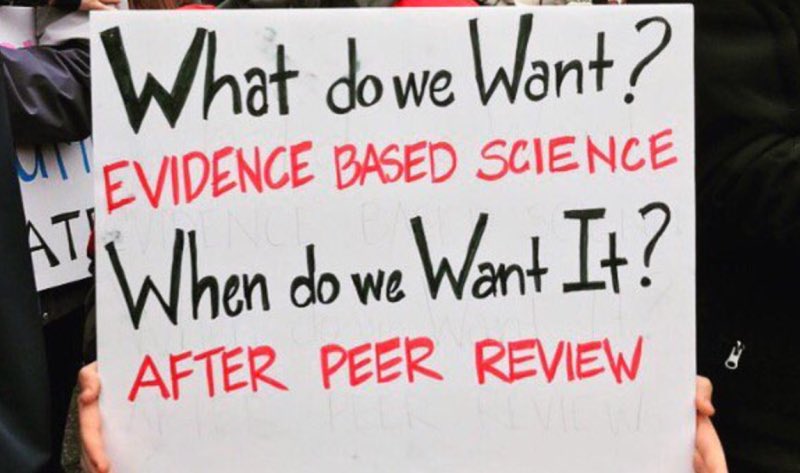 What do we Want?
EVIDENCE BASED SCIENCE
When do we Want It?
AFTER PEER REVIEW